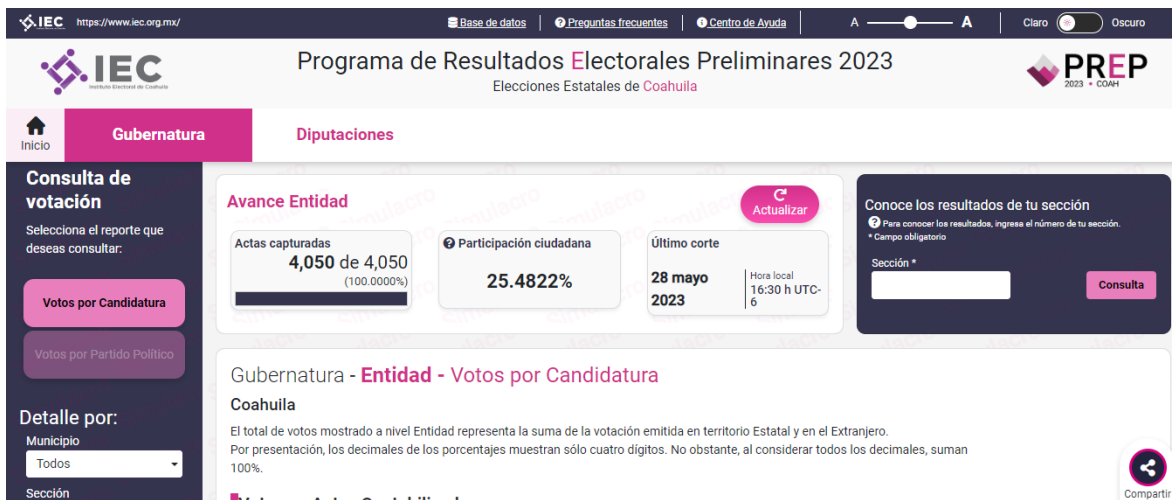 IEC https://www.iec.org.mx/ Base de datos Preguntas frecuentes Centro de Ayuda A A Claro Oscuro
IEC
Instituto Electoral de Coahuila
Programa de Resultados Electorales Preliminares 2023
Elecciones Estatales de Coahuila
PREP
2023 • COAH
Inicio Gubernatura Diputaciones
Consulta de
votación
Selecciona el reporte que
deseas consultar:
Votos por Candidatura
Votos por Partido Político
Detalle por:
Municipio
Todos
Sección
Avance Entidad
Actualizar
Actas capturadas
4,050 de 4,050
(100.0000%)
Participación ciudadana
25.4822%
Último corte
28 mayo
2023
Hora local
16:30 h UTC-
6
Conoce los resultados de tu sección
Para conocer los resultados, ingresa el número de tu sección.
* Campo obligatorio
Sección *
Consulta
simulacro
Gubernatura - Entidad - Votos por Candidatura
Coahuila
El total de votos mostrado a nivel Entidad representa la suma de la votación emitida en territorio Estatal y en el Extranjero.
Por presentación, los decimales de los porcentajes muestran sólo cuatro dígitos. No obstante, al considerar todos los decimales, suman
100%.
Compartir